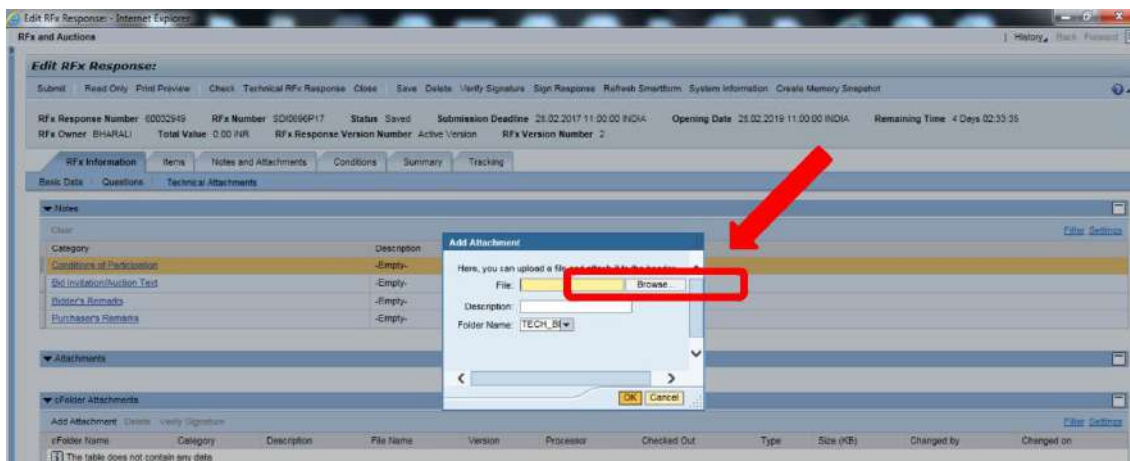 Edit RFx Response: - Internet Explorer
RFx and Auctions
History Back Forward
Edit RFx Response:
Submit Read Only Print Preview Check Technical RFx Response Close Save Delete Verify Signature Sign Response Refresh Smartform System Information Create Memory Snapshot
RFx Response Number 60032949 RFx Number SDI0696P17 Status Saved Submission Deadline 28.02.2017 11:00:00 INDIA Opening Date 28.02.2019 11:00:00 INDIA Remaining Time 4 Days 02:33:35
RFx Owner BHARALI Total Value 0.00 INR RFx Response Version Number Active Version RFx Version Number 2
RFx Information Items Notes and Attachments Conditions Summary Tracking
Basic Data Questions Technical Attachments
Notes
Clear Filter Settings
Category Description
Conditions of Participation -Empty-
Bid Invitation/Auction Text -Empty-
Bidder's Remarks -Empty-
Purchaser's Remarks -Empty-
Add Attachment
Here, you can upload a file and attach it to the header
File: Browse...
Description:
Folder Name: TECH_BI
OK Cancel
Attachments
cFolder Attachments
Add Attachment Delete Verify Signature Filter Settings
cFolder Name Category Description File Name Version Processor Checked Out Type Size (KB) Changed by Changed on
The table does not contain any data